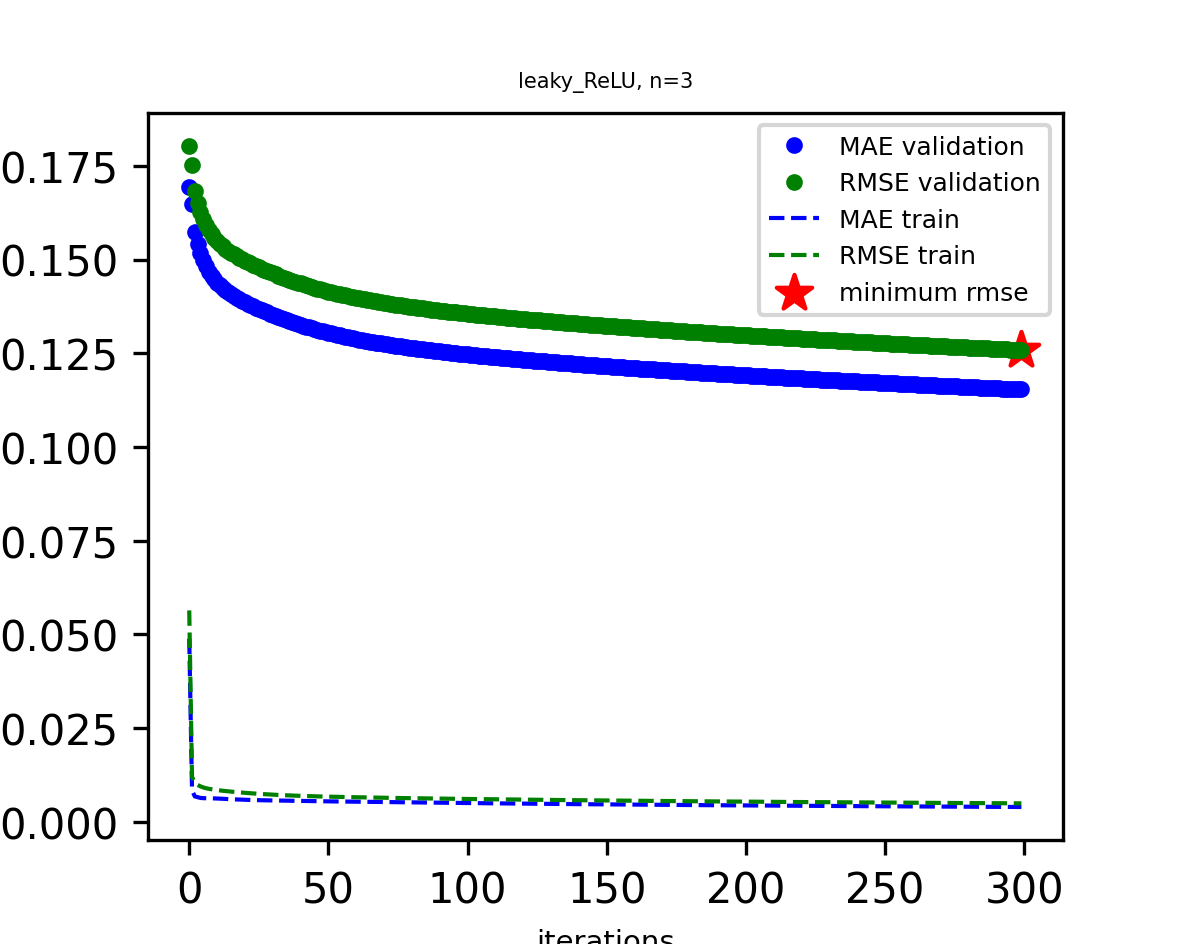 leaky_ReLU, n=3
MAE validation
RMSE validation
MAE train
RMSE train
minimum rmse
0.175
0.150
0.125
0.100
0.075
0.050
0.025
0.000
0 50 100 150 200 250 300
iterations